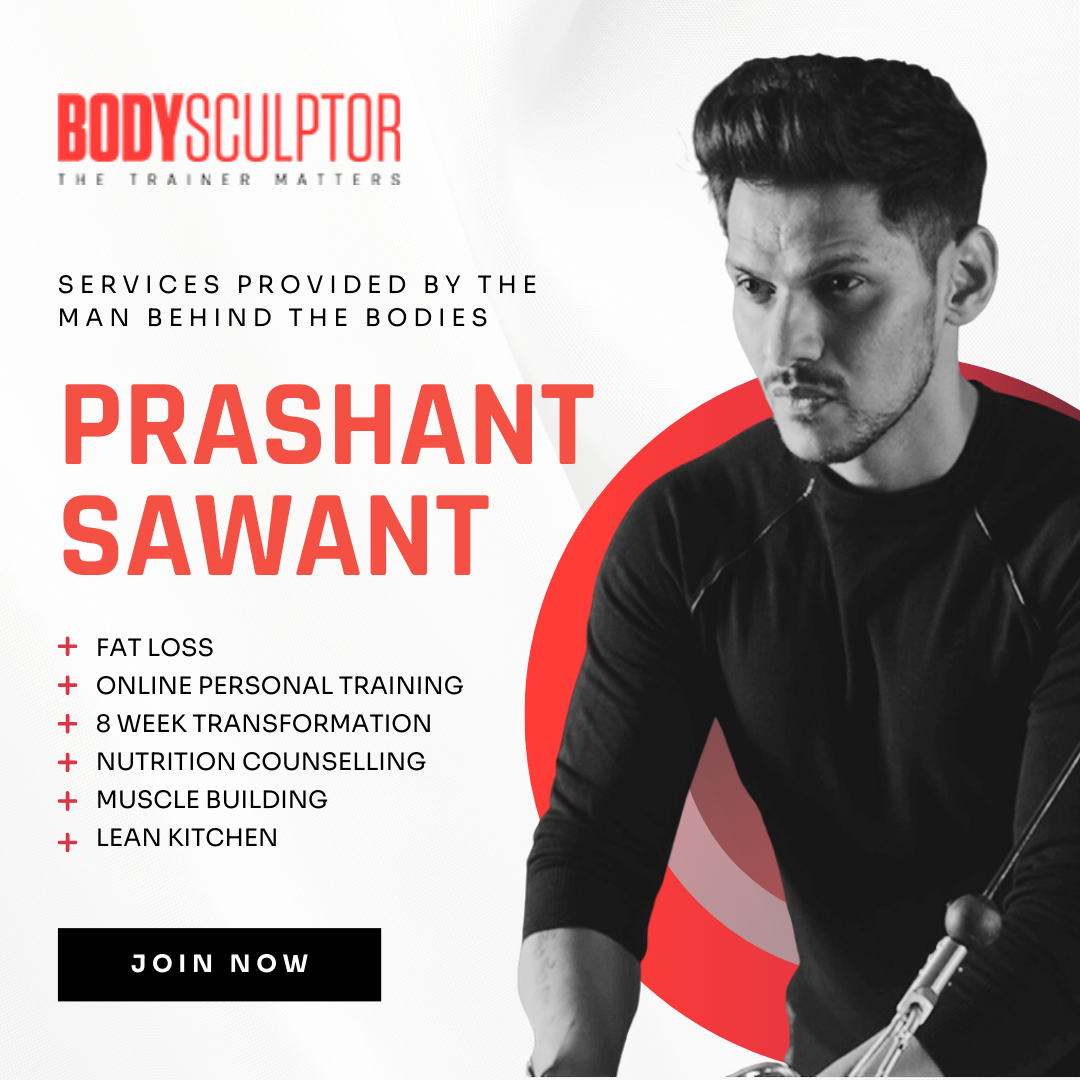 BODYSCULPTOR
THE TRAINER MATTERS
SERVICES PROVIDED BY THE
MAN BEHIND THE BODIES
PRASHANT
SAWANT
+ FAT LOSS
+ ONLINE PERSONAL TRAINING
+ 8 WEEK TRANSFORMATION
+ NUTRITION COUNSELLING
+ MUSCLE BUILDING
+ LEAN KITCHEN
JOIN NOW